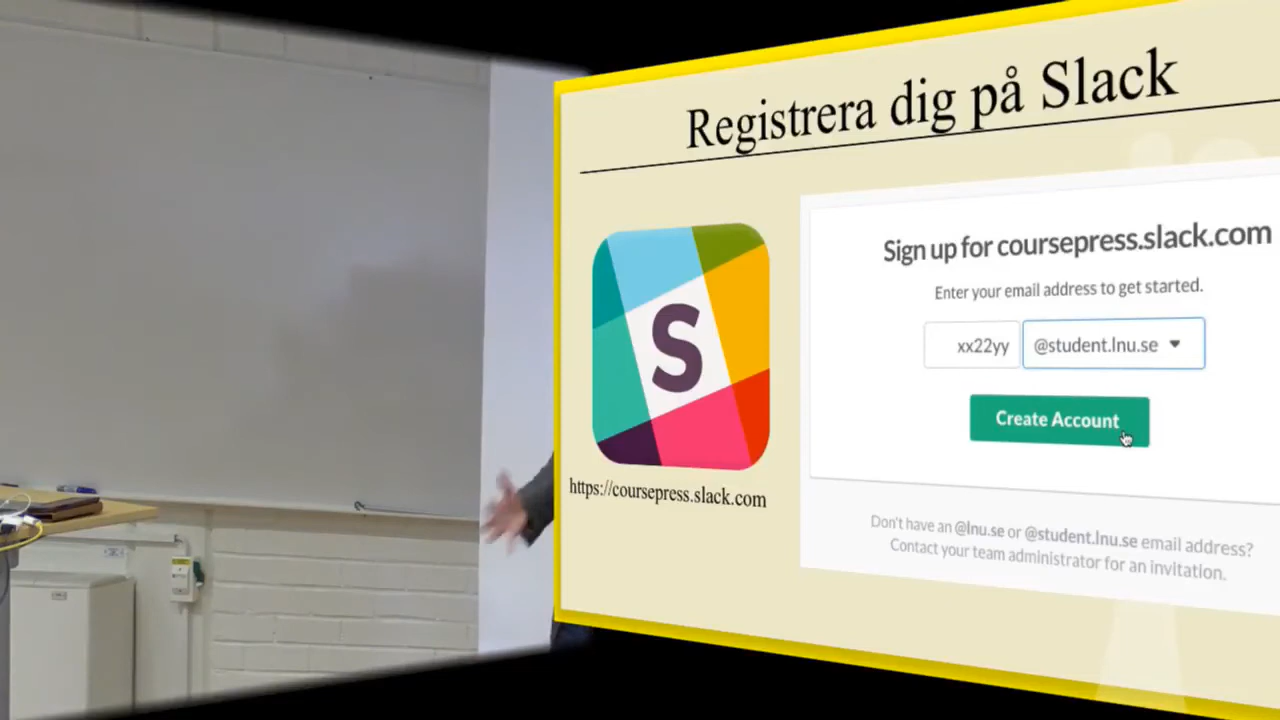 Registrera dig på Slack
S
https://coursepress.slack.com
Sign up for coursepress.slack.com
Enter your email address to get started.
xx22yy @student.lnu.se
Create Account
Don't have an @lnu.se or @student.lnu.se email address?
Contact your team administrator for an invitation.